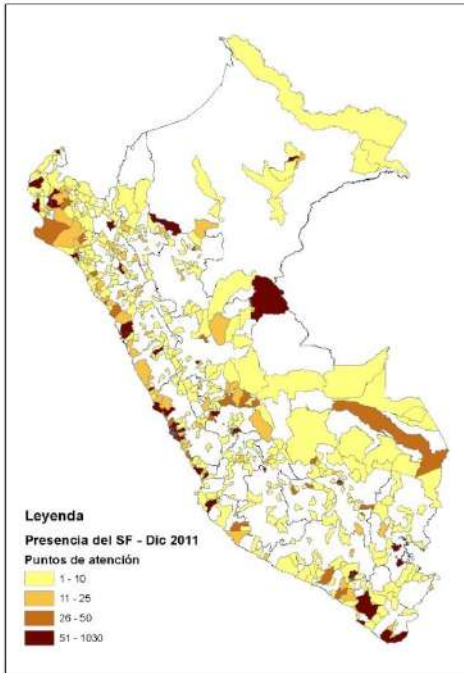 Leyenda
Presencia del SF - Dic 2011
Puntos de atención
1 - 10
11 - 25
26 - 50
51 - 1030